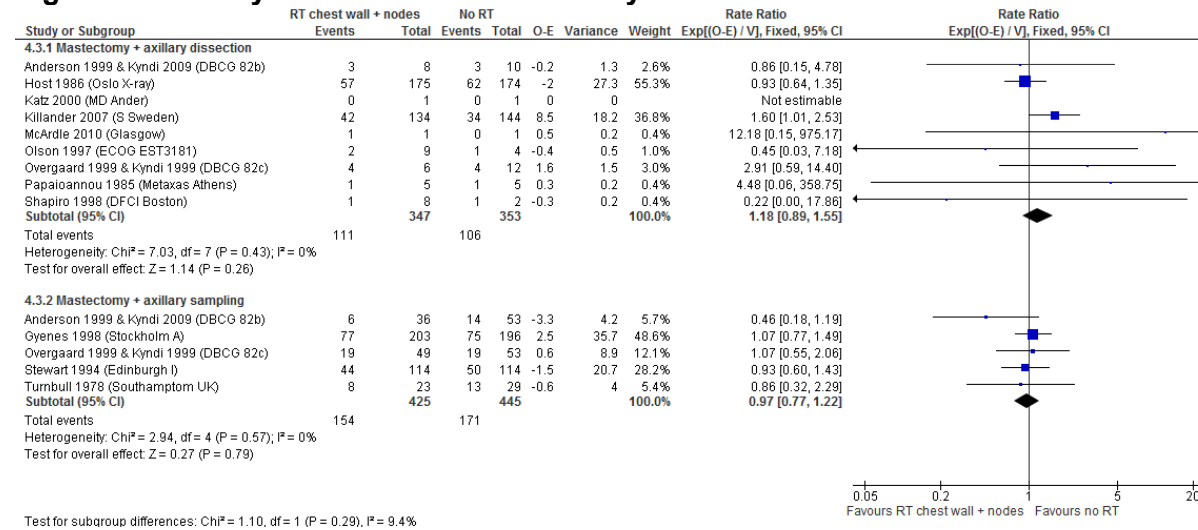 RT chest wall + nodes No RT Rate Ratio Rate Ratio
Study or Subgroup Events Total Events Total O-E Variance Weight Exp[(O-E) / V], Fixed, 95% CI Exp[(O-E) / V], Fixed, 95% CI
4.3.1 Mastectomy + axillary dissection
Anderson 1999 & Kyndi 2009 (DBCG 82b) 3 8 3 10 -0.2 1.3 2.6% 0.86 [0.15, 4.78]
Host 1986 (Oslo X-ray) 57 175 62 174 -2 27.3 55.3% 0.93 [0.64, 1.35]
Katz 2000 (MD Ander) 0 1 0 1 0 0 Not estimable
Killander 2007 (S Sweden) 42 134 34 144 8.5 18.2 36.8% 1.60 [1.01, 2.53]
McArdle 2010 (Glasgow) 1 1 0 1 0.5 0.2 0.4% 12.18 [0.15, 975.17]
Olson 1997 (ECOG EST3181) 2 9 1 4 -0.4 0.5 1.0% 0.45 [0.03, 7.18]
Overgaard 1999 & Kyndi 1999 (DBCG 82c) 4 6 4 12 1.6 1.5 3.0% 2.91 [0.59, 14.40]
Papaioannou 1985 (Metaxas Athens) 1 5 1 5 0.3 0.2 0.4% 4.48 [0.06, 358.75]
Shapiro 1998 (DFCI Boston) 1 8 1 2 -0.3 0.2 0.4% 0.22 [0.00, 17.86]
Subtotal (95% CI) 347 353 100.0% 1.18 [0.89, 1.55]
Total events 111 106
Heterogeneity: Chi² = 7.03, df = 7 (P = 0.43); I² = 0%
Test for overall effect: Z = 1.14 (P = 0.26)
4.3.2 Mastectomy + axillary sampling
Anderson 1999 & Kyndi 2009 (DBCG 82b) 6 36 14 53 -3.3 4.2 5.7% 0.46 [0.18, 1.19]
Gyenes 1998 (Stockholm A) 77 203 75 196 2.5 35.7 48.6% 1.07 [0.77, 1.49]
Overgaard 1999 & Kyndi 1999 (DBCG 82c) 19 49 19 53 0.6 8.9 12.1% 1.07 [0.55, 2.06]
Stewart 1994 (Edinburgh I) 44 114 50 114 -1.5 20.7 28.2% 0.93 [0.60, 1.43]
Turnbull 1978 (Southamptom UK) 8 23 13 29 -0.6 4 5.4% 0.86 [0.32, 2.29]
Subtotal (95% CI) 425 445 100.0% 0.97 [0.77, 1.22]
Total events 154 171
Heterogeneity: Chi² = 2.94, df = 4 (P = 0.57); I² = 0%
Test for overall effect: Z = 0.27 (P = 0.79)
0.05 0.2 1 5 20
Favours RT chest wall + nodes Favours no RT
Test for subgroup differences: Chi² = 1.10, df = 1 (P = 0.29), I² = 9.4%